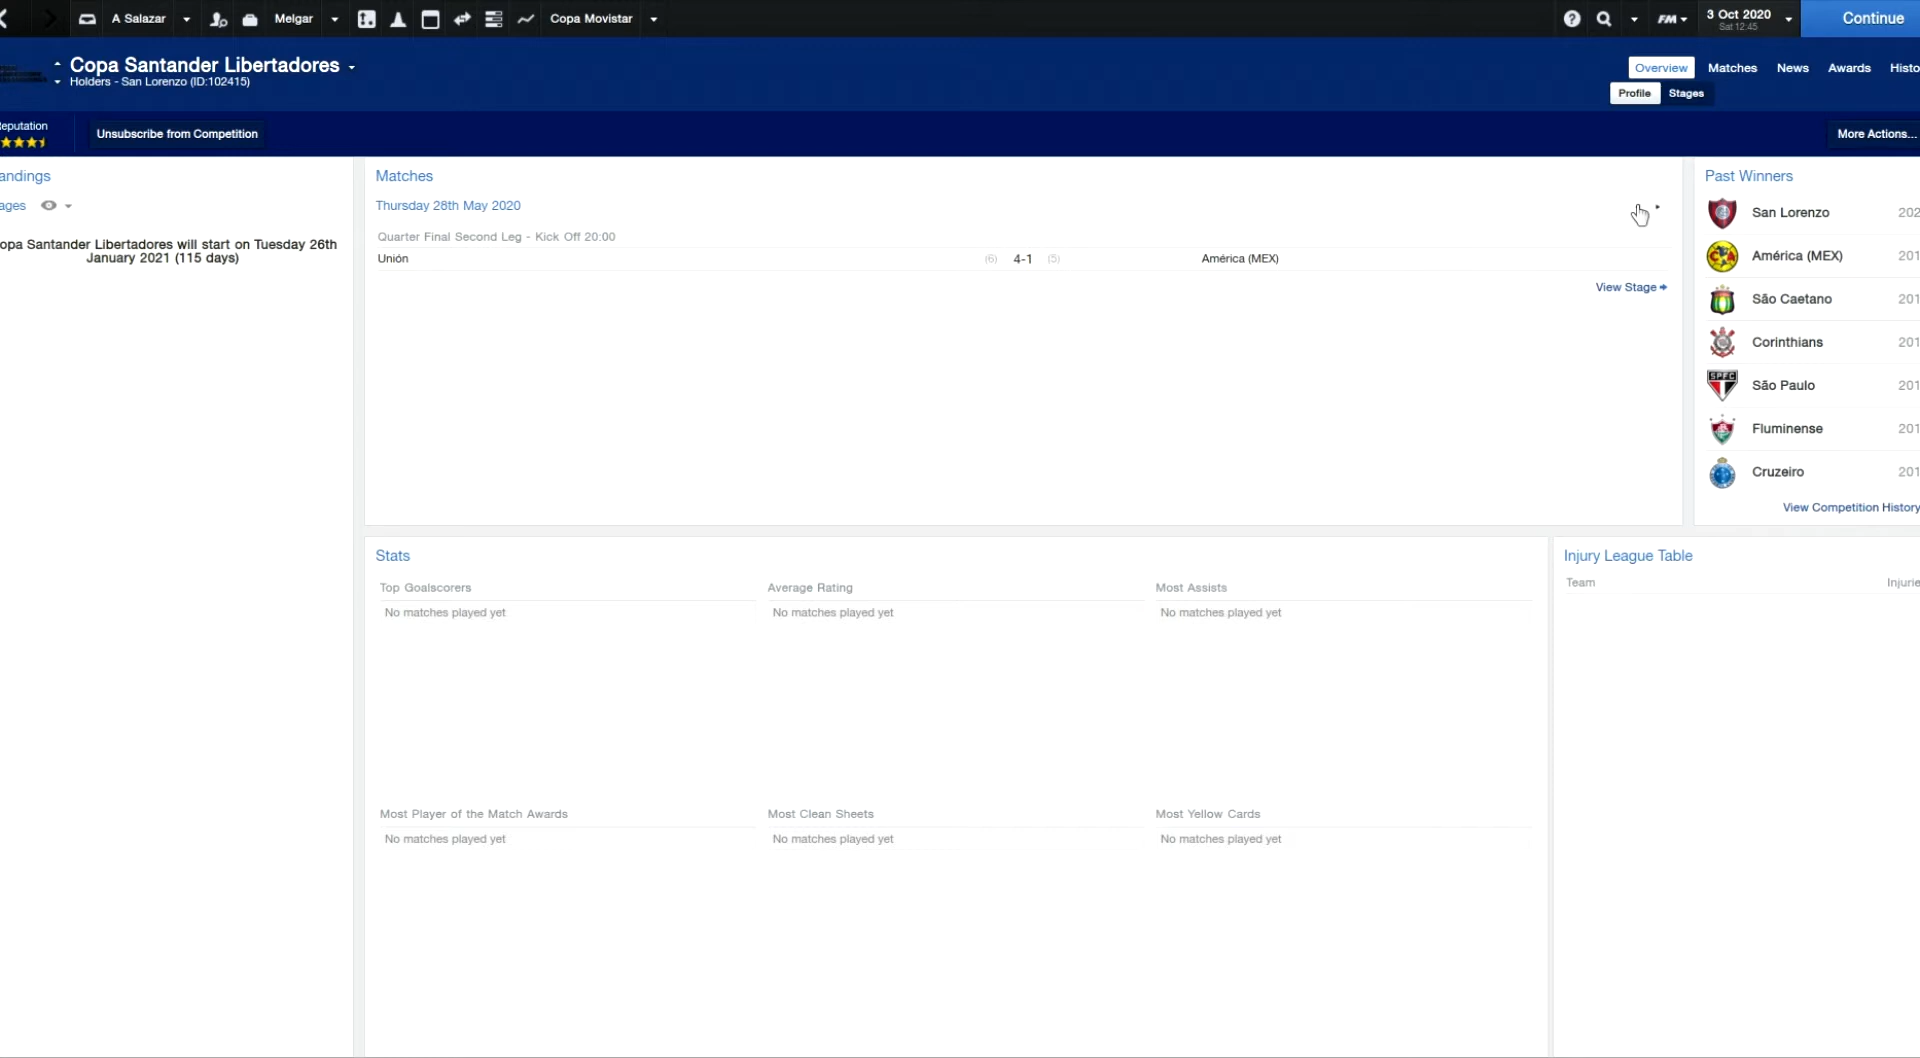 A Salazar
Melgar
Copa Movistar
FM
3 Oct 2020
Sat 12:45
Continue
Copa Santander Libertadores
Holders - San Lorenzo (ID:102415)
Overview
Matches
News
Awards
Histo
Profile
Stages
eputation
Unsubscribe from Competition
More Actions...
andings
ages
opa Santander Libertadores will start on Tuesday 26th
January 2021 (115 days)
Matches
Thursday 28th May 2020
Quarter Final Second Leg - Kick Off 20:00
Unión (6) 4-1 (5) América (MEX)
View Stage
Past Winners
San Lorenzo 202
América (MEX) 201
São Caetano 201
Corinthians 201
SPFC
São Paulo 201
Fluminense 201
Cruzeiro 201
View Competition History
Stats
Top Goalscorers
No matches played yet
Average Rating
No matches played yet
Most Assists
No matches played yet
Most Player of the Match Awards
No matches played yet
Most Clean Sheets
No matches played yet
Most Yellow Cards
No matches played yet
Injury League Table
Team Injurie